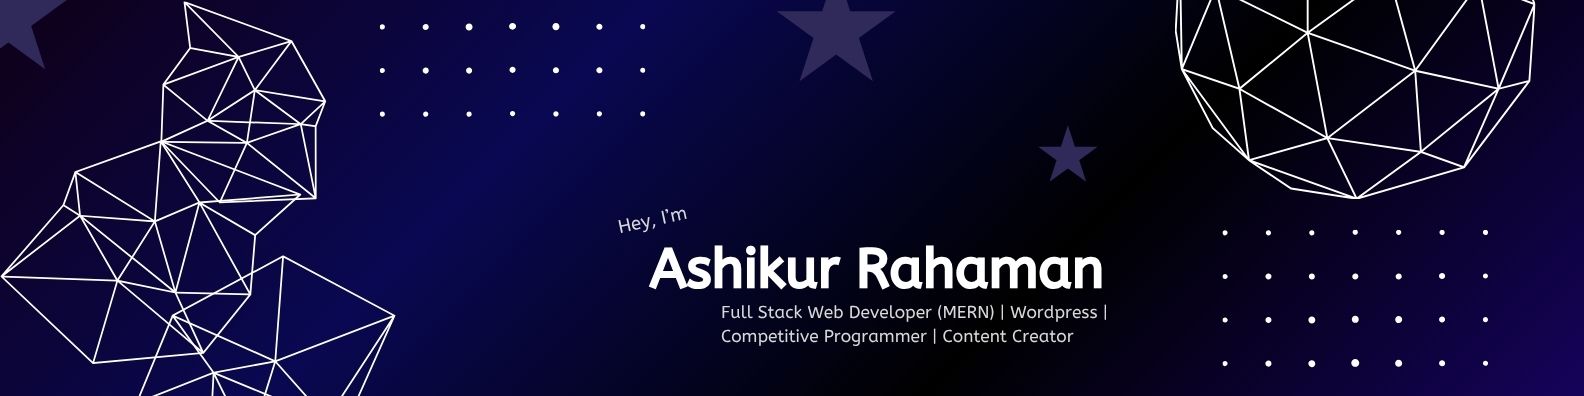 Hey, I'm
Ashikur Rahaman
Full Stack Web Developer (MERN) | Wordpress |
Competitive Programmer | Content Creator